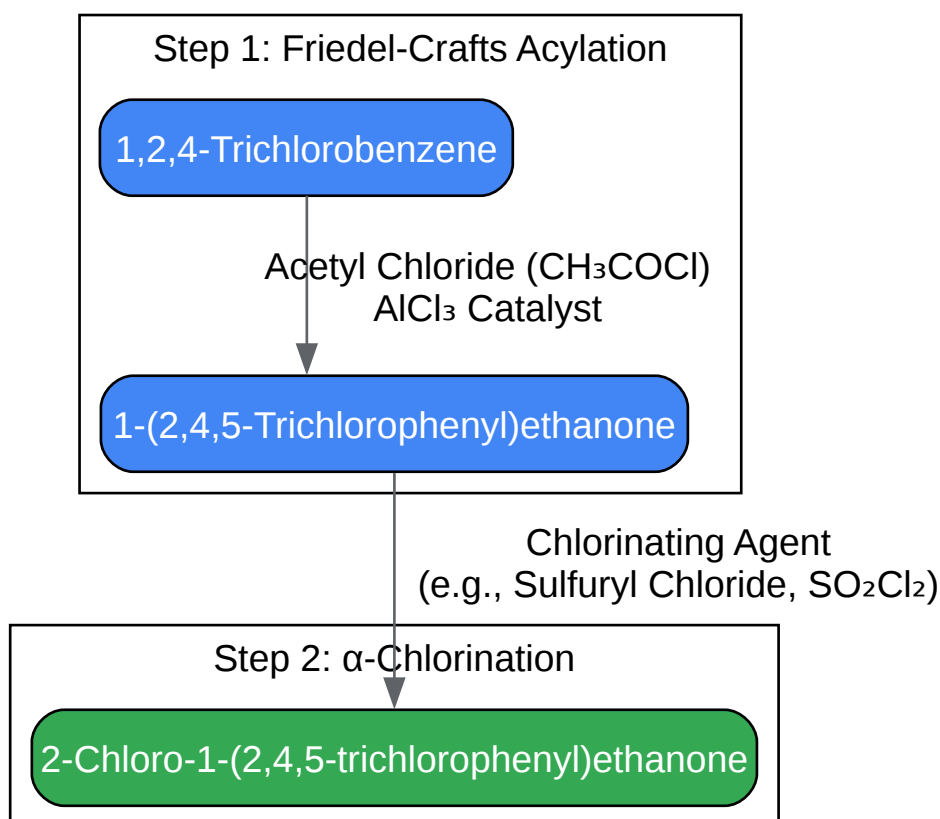 Step 1: Friedel-Crafts Acylation
1,2,4-Trichlorobenzene
Acetyl Chloride (CH₃COCl)
AlCl₃ Catalyst
1-(2,4,5-Trichlorophenyl)ethanone
Chlorinating Agent
(e.g., Sulfuryl Chloride, SO₂Cl₂)
Step 2: α-Chlorination
2-Chloro-1-(2,4,5-trichlorophenyl)ethanone